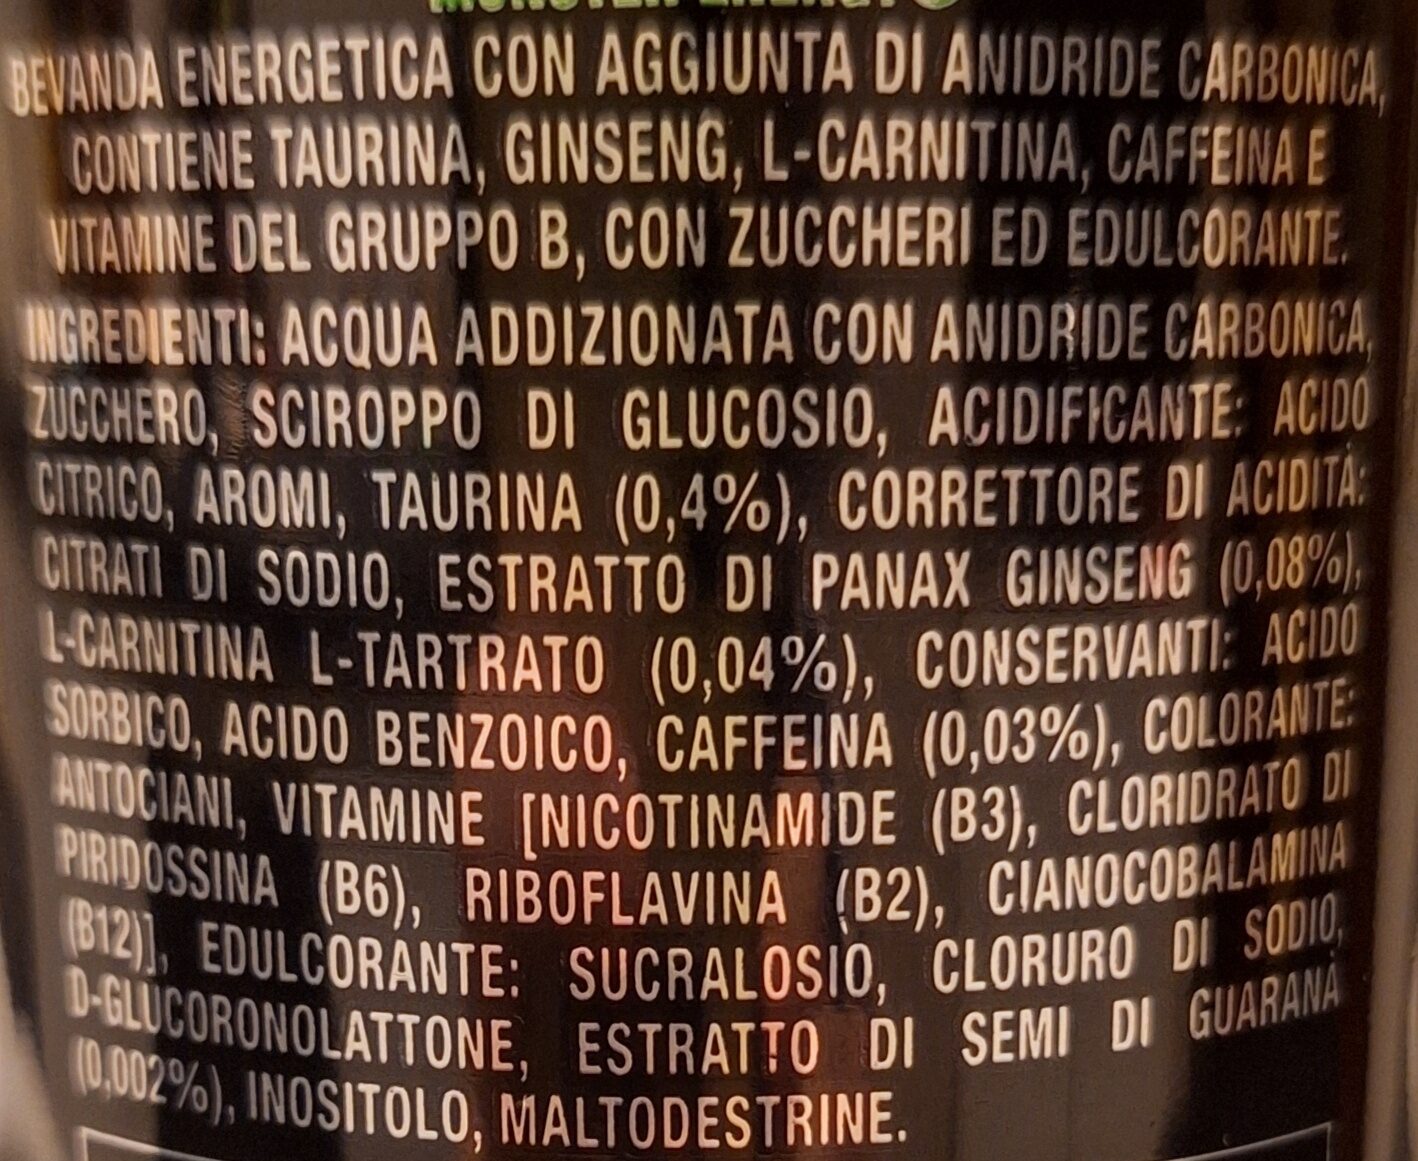 BEVANDA ENERGETICA CON AGGIUNTA DI ANIDRIDE CARBONICA,
CONTIENE TAURINA, GINSENG, L-CARNITINA, CAFFEINA E
VITAMINE DEL GRUPPO B, CON ZUCCHERI ED EDULCORANTE.
INGREDIENTI: ACQUA ADDIZIONATA CON ANIDRIDE CARBONICA,
ZUCCHERO, SCIROPPO DI GLUCOSIO, ACIDIFICANTE: ACIDO
CITRICO, AROMI, TAURINA (0,4%), CORRETTORE DI ACIDITÀ:
CITRATI DI SODIO, ESTRATTO DI PANAX GINSENG (0,08%),
L-CARNITINA L-TARTRATO (0,04%), CONSERVANTI: ACIDO
SORBICO, ACIDO BENZOICO, CAFFEINA (0,03%), COLORANTE:
ANTOCIANI, VITAMINE [NICOTINAMIDE (B3), CLORIDRATO DI
PIRIDOSSINA (B6), RIBOFLAVINA (B2), CIANOCOBALAMINA
(B12)], EDULCORANTE: SUCRALOSIO, CLORURO DI SODIO,
D-GLUCORONOLATTONE, ESTRATTO DI SEMI DI GUARANÀ
(0,002%), INOSITOLO, MALTODESTRINE.